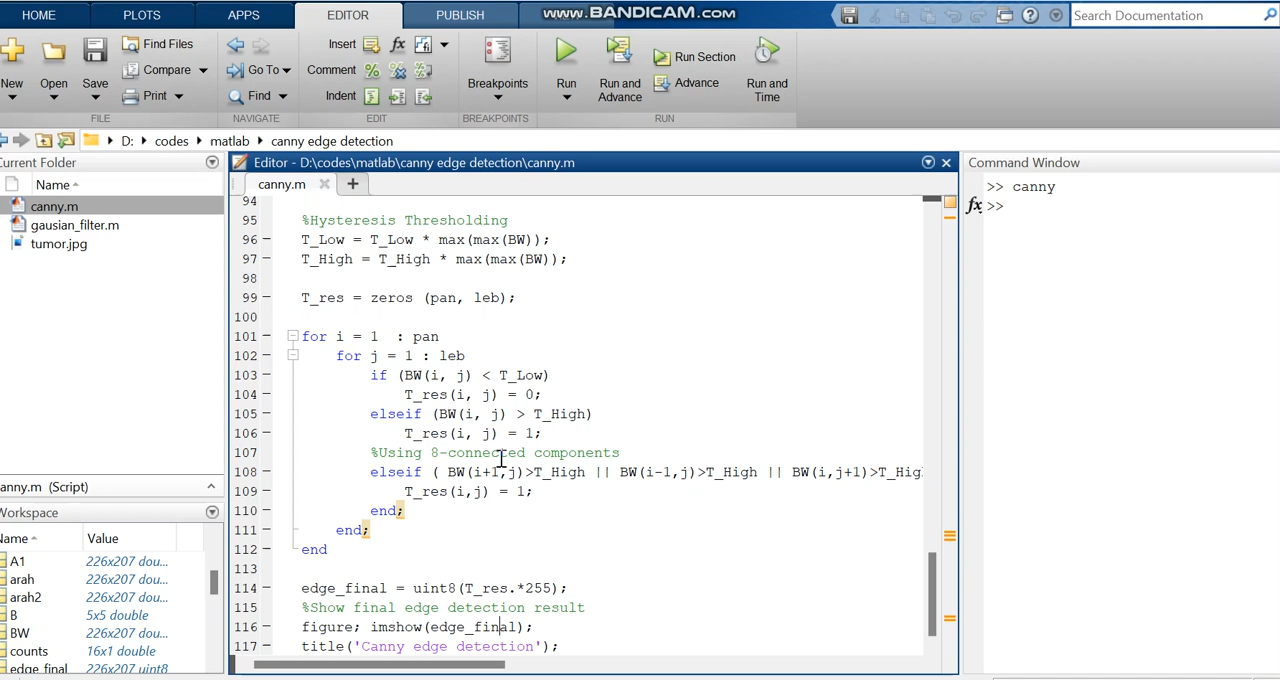 HOME PLOTS APPS EDITOR PUBLISH www.BANDICAM.com Search Documentation
New Open Save Find Files Compare Print
Go To Find
Insert fx
Comment
Indent
Breakpoints
Run Run and Advance Run Section Advance Run and Time
FILE NAVIGATE EDIT BREAKPOINTS RUN
D: codes matlab canny edge detection
urrent Folder
Name
canny.m
gausian_filter.m
tumor.jpg
anny.m (Script)
Workspace
ame Value
A1 226x207 dou...
arah 226x207 dou...
arah2 226x207 dou...
B 5x5 double
BW 226x207 dou...
counts 16x1 double
edge_final 226x207 uint8
Editor - D:\codes\matlab\canny edge detection\canny.m
canny.m
94
95 %Hysteresis Thresholding
96 T_Low = T_Low * max(max(BW));
97 T_High = T_High * max(max(BW));
98
99 T_res = zeros (pan, leb);
100
101 for i = 1  : pan
102 for j = 1 : leb
103 if (BW(i, j) < T_Low)
104 T_res(i, j) = 0;
105 elseif (BW(i, j) > T_High)
106 T_res(i, j) = 1;
107 %Using 8-connected components
108 elseif ( BW(i+1,j)>T_High || BW(i-1,j)>T_High || BW(i,j+1)>T_Hig
109 T_res(i,j) = 1;
110 end;
111 end;
112 end
113
114 edge_final = uint8(T_res.*255);
115 %Show final edge detection result
116 figure; imshow(edge_final);
117 title('Canny edge detection');
Command Window
>> canny
fx >>